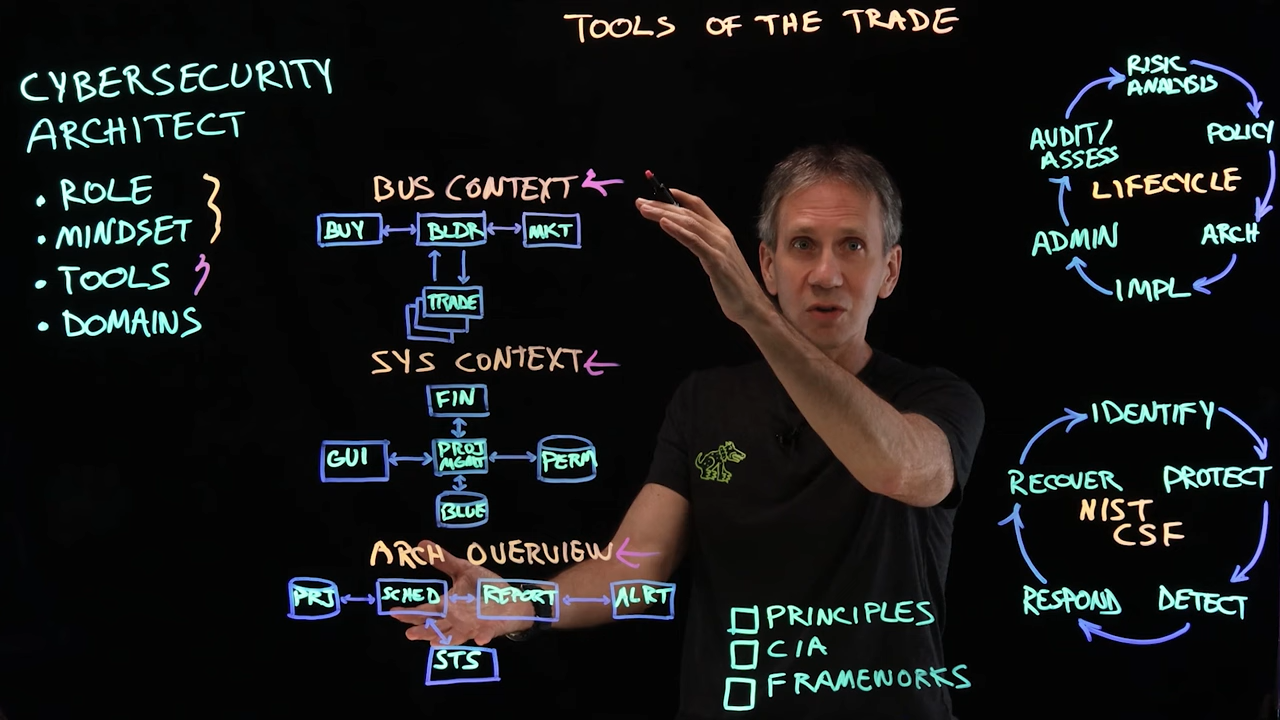 TOOLS OF THE TRADE
CYBERSECURITY
ARCHITECT
• ROLE
• MINDSET
• TOOLS
• DOMAINS
BUS CONTEXT
BUY BLDR MKT
TRADE
SYS CONTEXT
FIN
GUI PROJ MGMT PERM
BLUE
ARCH OVERVIEW
PRJ SCHED REPORT ALRT
STS
PRINCIPLES
CIA
FRAMEWORKS
RISK
ANALYSIS
POLICY
ARCH
IMPL
ADMIN
AUDIT/
ASSESS
LIFECYCLE
IDENTIFY
PROTECT
DETECT
RESPOND
RECOVER
NIST
CSF